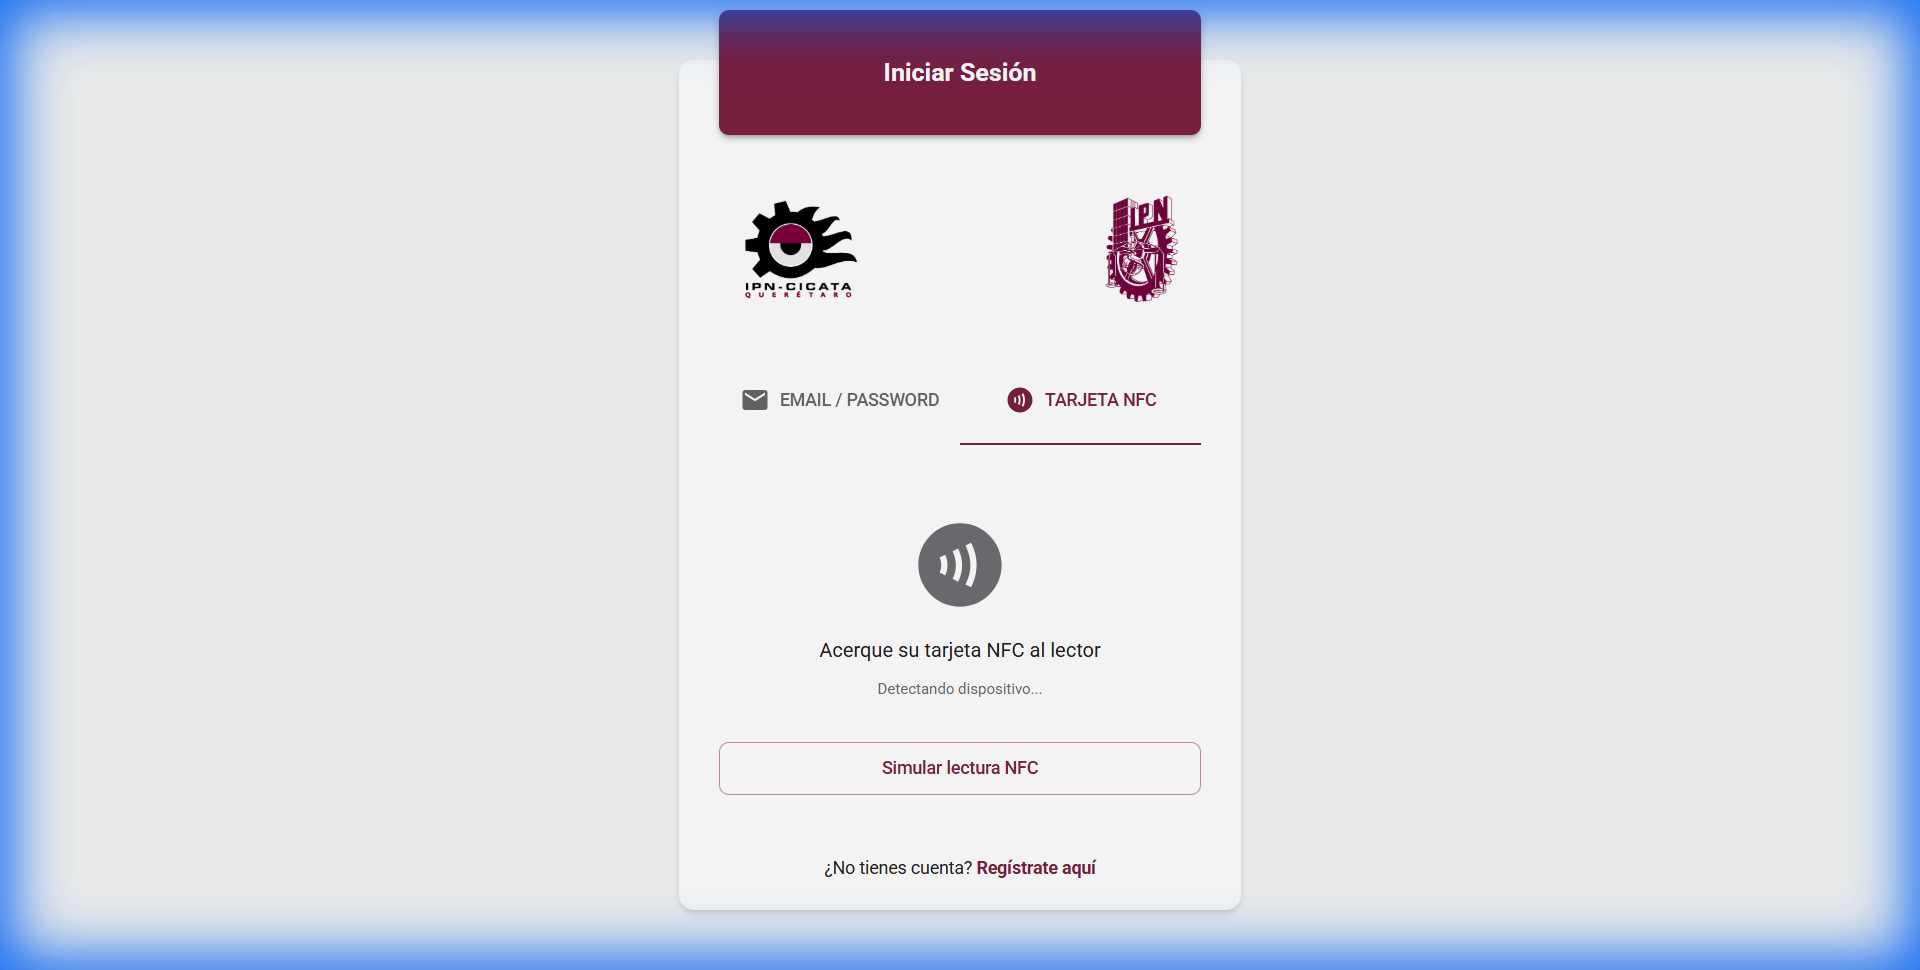 Iniciar Sesión
IPN-CICATA
QUERÉTARO
IPN
EMAIL / PASSWORD
TARJETA NFC
Acerque su tarjeta NFC al lector
Detectando dispositivo...
Simular lectura NFC
¿No tienes cuenta? Regístrate aquí